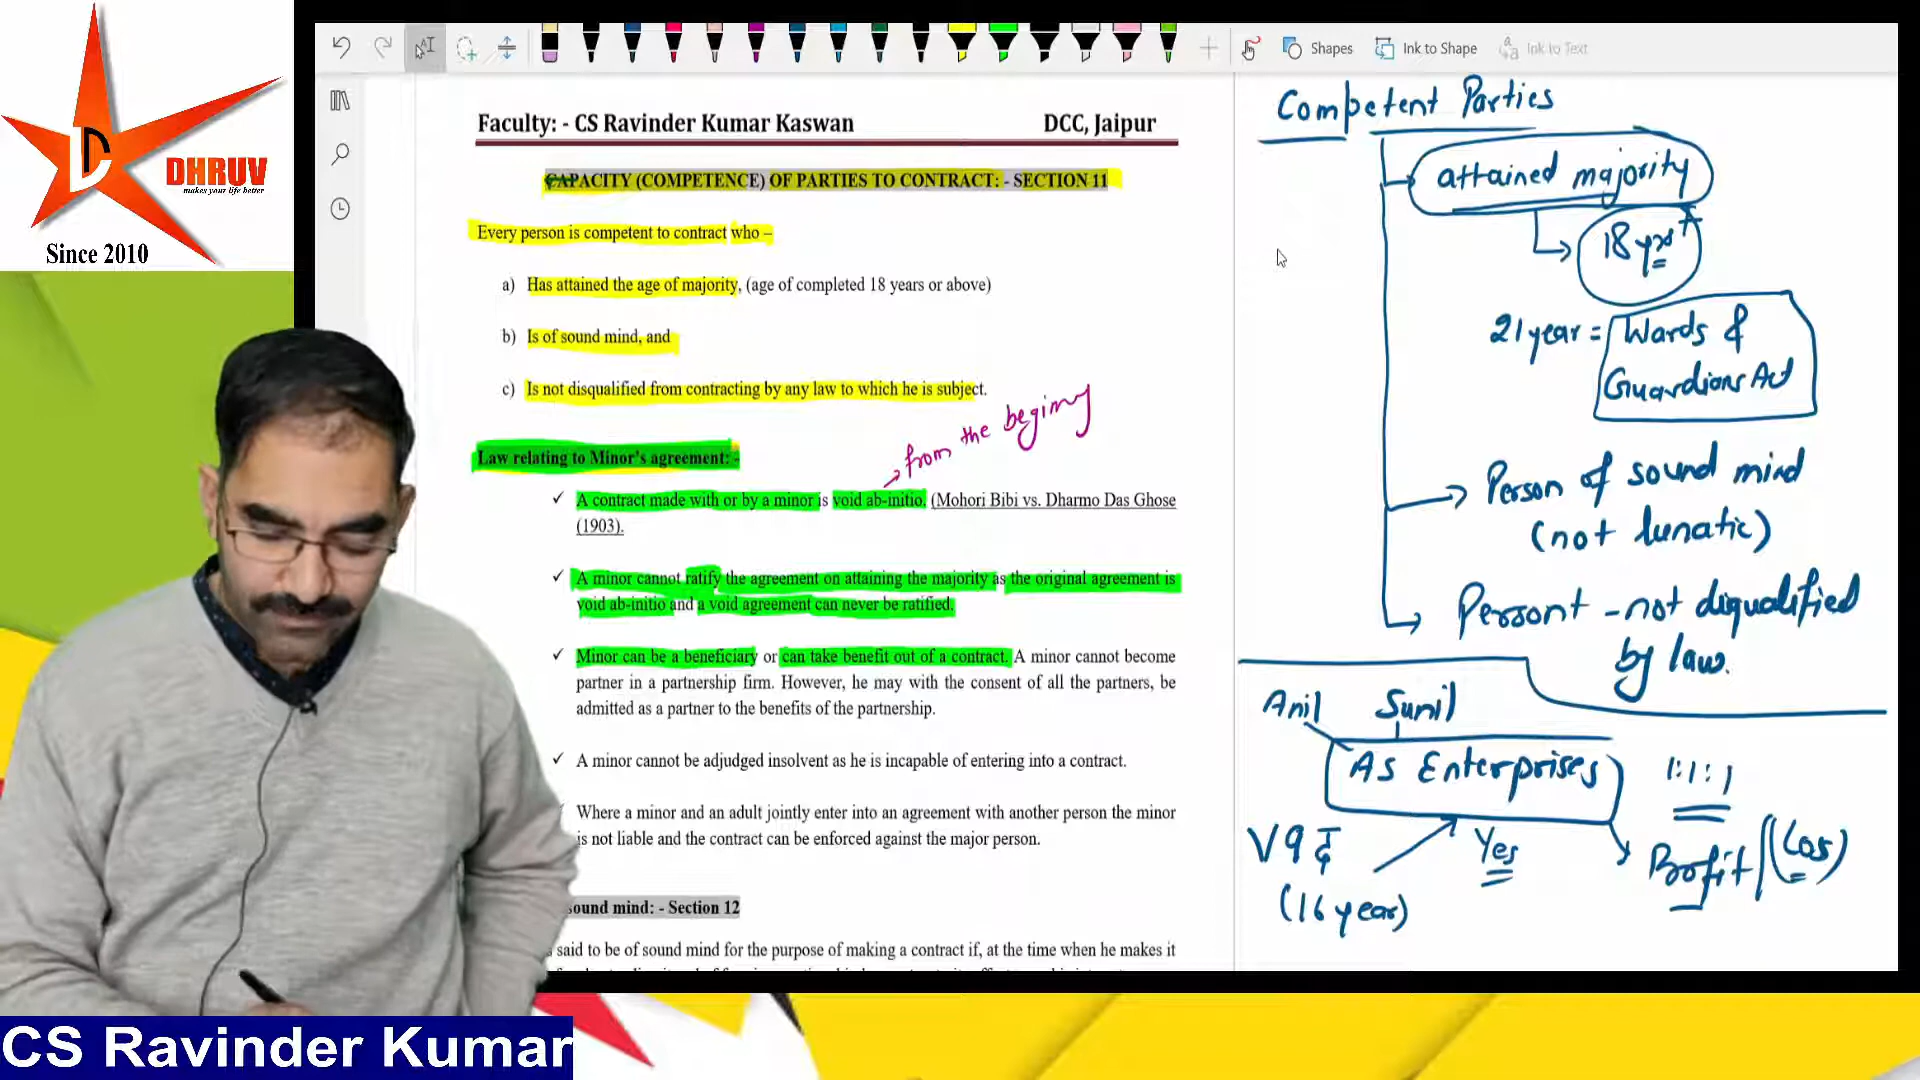 DC
DHRUV
makes your life better
Since 2010
Shapes
Ink to Shape
Ink to Text
Faculty: - CS Ravinder Kumar Kaswan DCC, Jaipur
CAPACITY (COMPETENCE) OF PARTIES TO CONTRACT: - SECTION 11
Every person is competent to contract who –
a) Has attained the age of majority, (age of completed 18 years or above)
b) Is of sound mind, and
c) Is not disqualified from contracting by any law to which he is subject.
from the begining
Law relating to Minor's agreement: -
✓ A contract made with or by a minor is void ab-initio. (Mohori Bibi vs. Dharmo Das Ghose
(1903).
✓ A minor cannot ratify the agreement on attaining the majority as the original agreement is
void ab-initio and a void agreement can never be ratified.
✓ Minor can be a beneficiary or can take benefit out of a contract. A minor cannot become
partner in a partnership firm. However, he may with the consent of all the partners, be
admitted as a partner to the benefits of the partnership.
✓ A minor cannot be adjudged insolvent as he is incapable of entering into a contract.
Where a minor and an adult jointly enter into an agreement with another person the minor
is not liable and the contract can be enforced against the major person.
sound mind: - Section 12
said to be of sound mind for the purpose of making a contract if, at the time when he makes it
Competent Parties
attained majority
18 yrs +
21 year = Wards &
Guardians Act
Person of sound mind
(not lunatic)
Persont - not diqualified
by law.
Anil Sunil
As Enterprises
1:1:1
Yes
Profit / (Los)
(16 year)
CS Ravinder Kumar